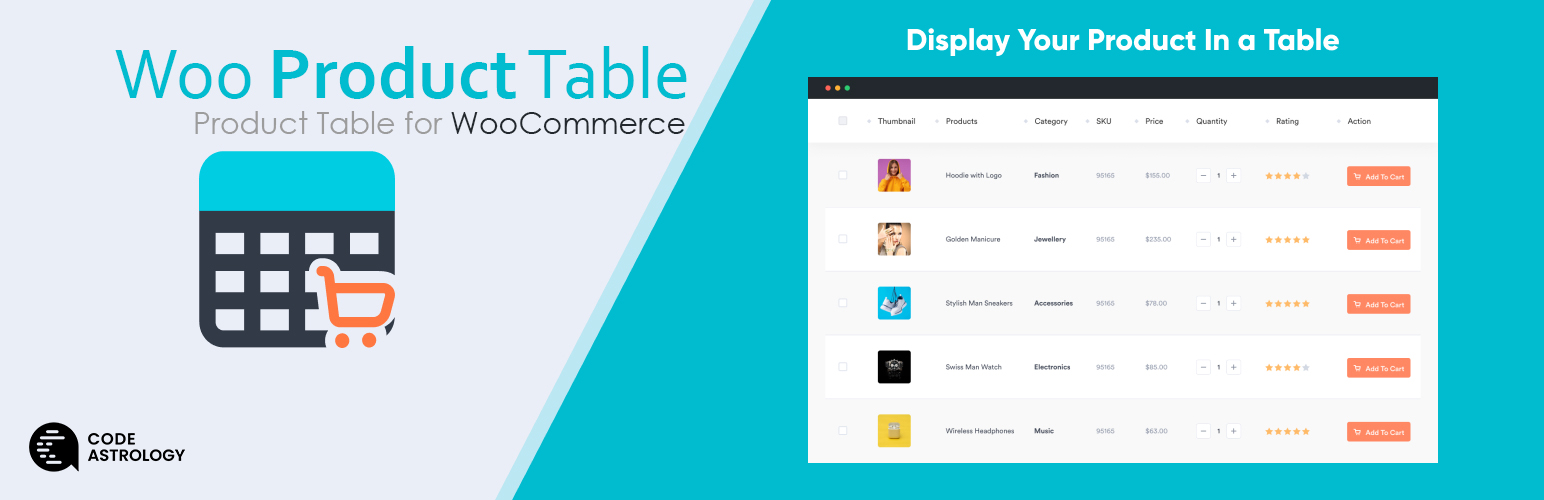 Woo Product Table
Product Table for WooCommerce
CODE
ASTROLOGY
Display Your Product In a Table
Thumbnail Products Category SKU Price Quantity Rating Action
Hoodie with Logo Fashion 95165 $155.00 − 1 + Add To Cart
Golden Manicure Jewellery 95165 $235.00 − 1 + Add To Cart
Stylish Man Sneakers Accessories 95165 $78.00 − 1 + Add To Cart
Swiss Man Watch Electronics 95165 $85.00 − 1 + Add To Cart
Wireless Headphones Music 95165 $63.00 − 1 + Add To Cart